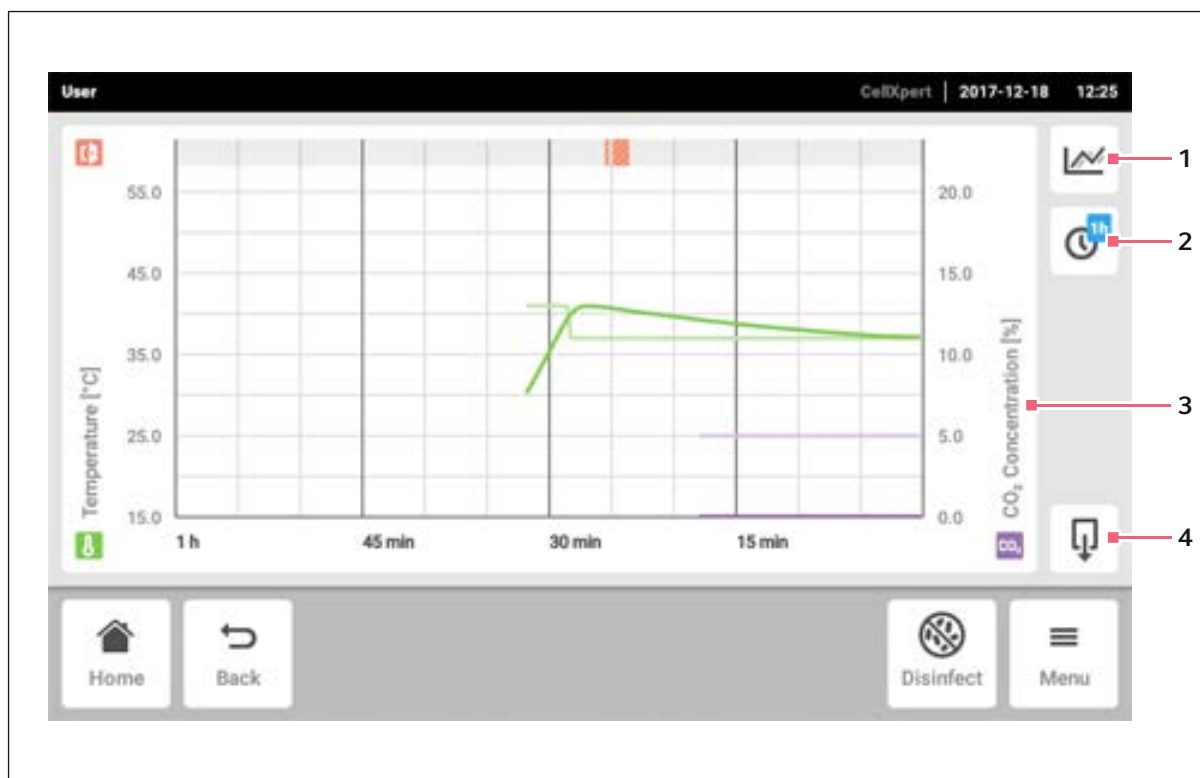 User
CellXpert | 2017-12-18 12:25
1
55.0
20.0
1h
2
45.0
15.0
35.0
10.0
Temperature [°C]
CO₂ Concentration [%]
3
25.0
5.0
15.0
0.0
1 h
45 min
30 min
15 min
CO₂
4
Home
Back
Disinfect
Menu